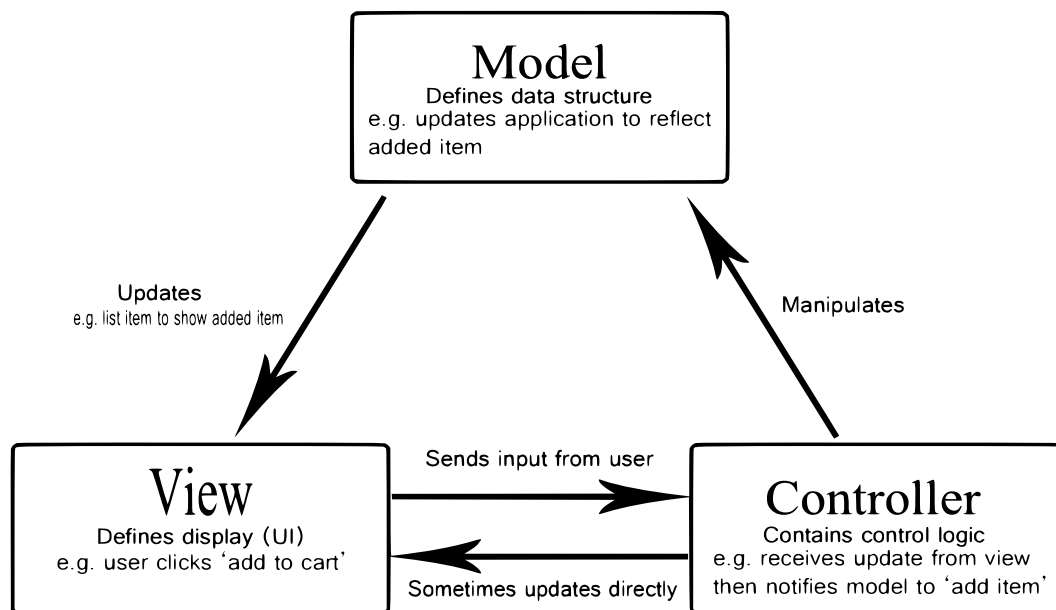 Model
Defines data structure
e.g. updates application to reflect
added item
Updates
e.g. list item to show added item
Manipulates
View
Defines display (UI)
e.g. user clicks ‘add to cart’
Sends input from user
Sometimes updates directly
Controller
Contains control logic
e.g. receives update from view
then notifies model to ‘add item’